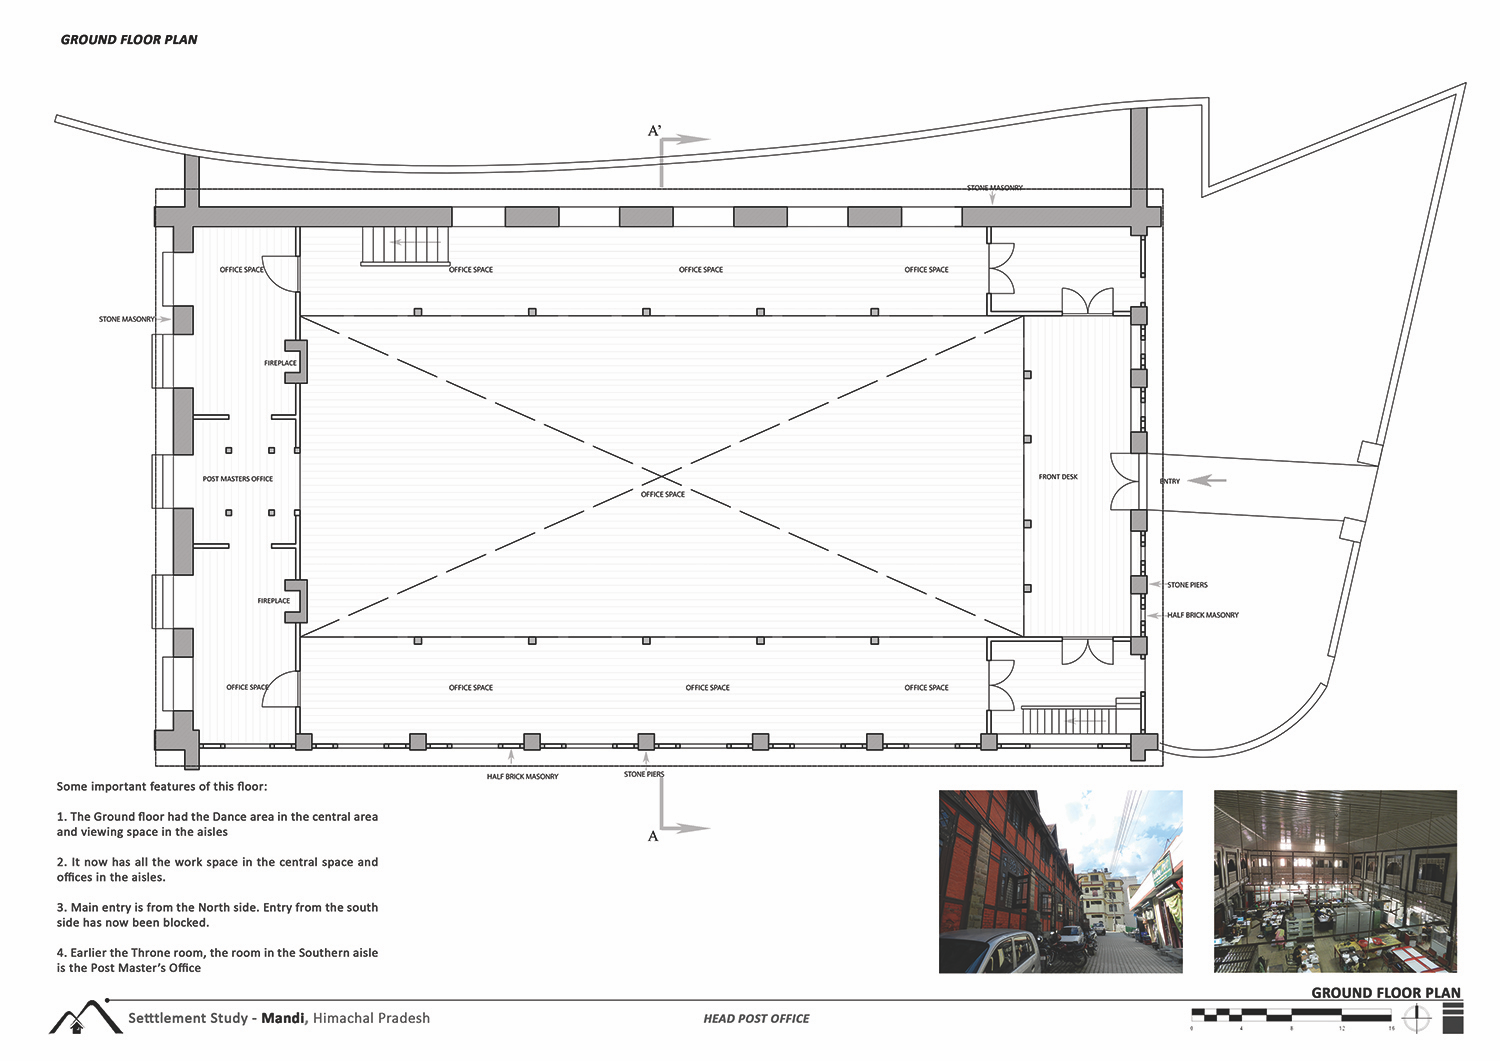 GROUND FLOOR PLAN
A'
STONE MASONRY
OFFICE SPACE
OFFICE SPACE
OFFICE SPACE
OFFICE SPACE
STONE MASONRY
FIREPLACE
POST MASTERS OFFICE
OFFICE SPACE
FRONT DESK
ENTRY
FIREPLACE
STONE PIERS
HALF BRICK MASONRY
OFFICE SPACE
OFFICE SPACE
OFFICE SPACE
OFFICE SPACE
HALF BRICK MASONRY
STONE PIERS
A
Some important features of this floor:
1. The Ground floor had the Dance area in the central area
and viewing space in the aisles
2. It now has all the work space in the central space and
offices in the aisles.
3. Main entry is from the North side. Entry from the south
side has now been blocked.
4. Earlier the Throne room, the room in the Southern aisle
is the Post Master's Office
GROUND FLOOR PLAN
Setttlement Study - Mandi, Himachal Pradesh
HEAD POST OFFICE
0 4 8 12 16